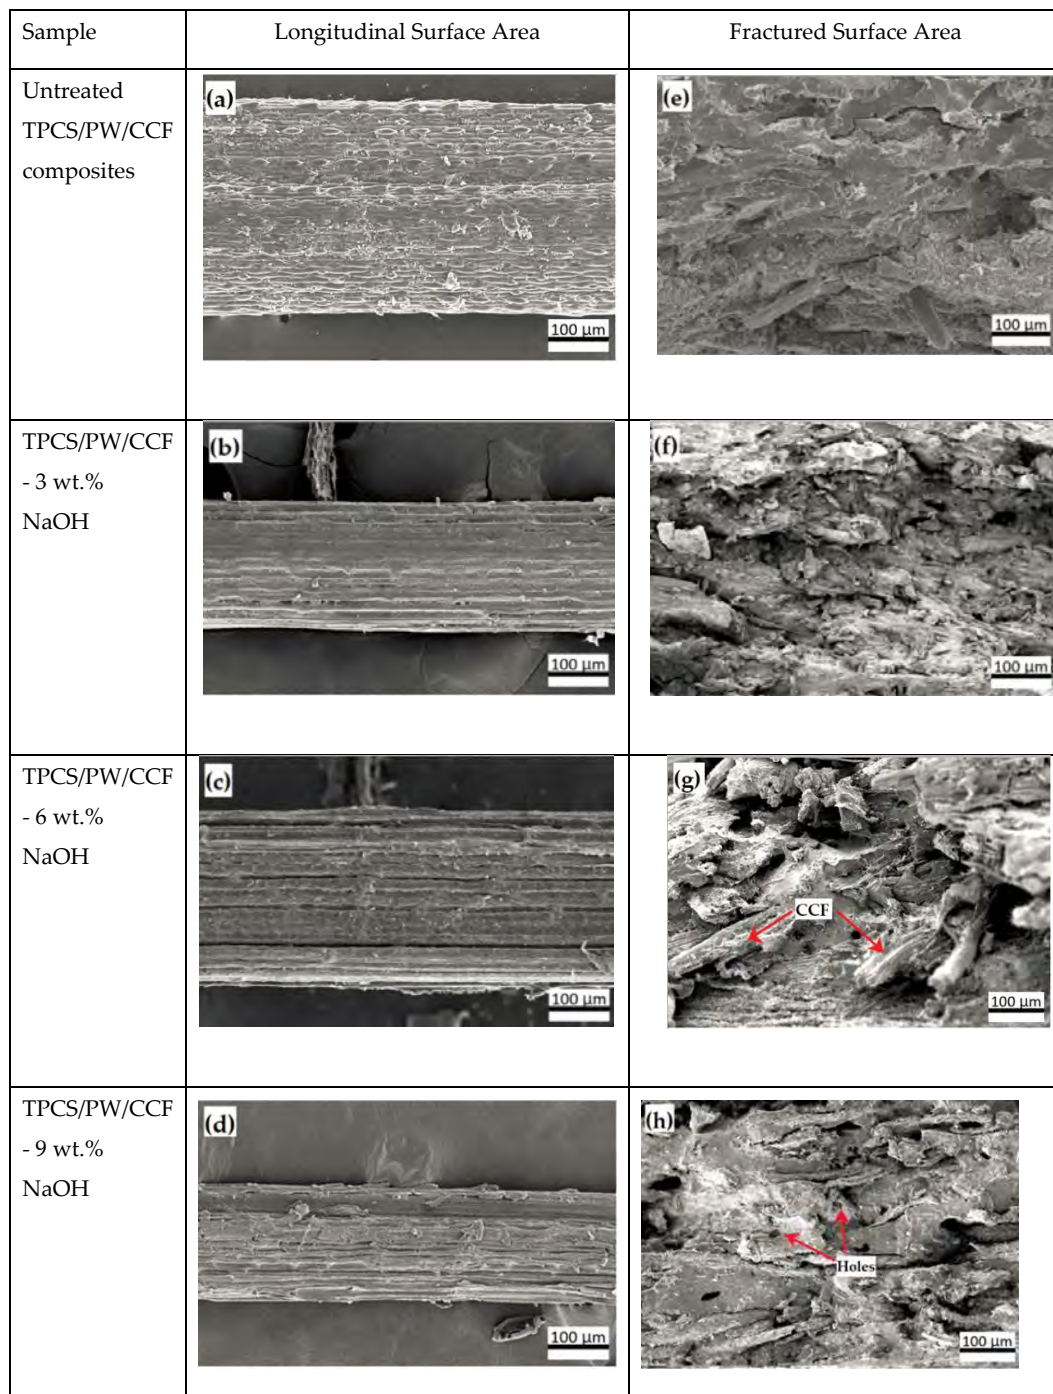 Sample
Longitudinal Surface Area
Fractured Surface Area
Untreated
TPCS/PW/CCF
composites
(a)
100 µm
(e)
100 µm
TPCS/PW/CCF
- 3 wt.%
NaOH
(b)
100 µm
(f)
100 µm
TPCS/PW/CCF
- 6 wt.%
NaOH
(c)
100 µm
(g)
CCF
100 µm
TPCS/PW/CCF
- 9 wt.%
NaOH
(d)
100 µm
(h)
Holes
100 µm